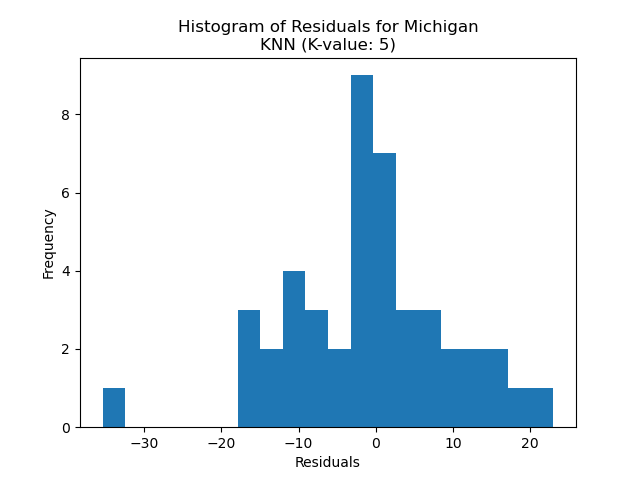 Histogram of Residuals for Michigan
KNN (K-value: 5)
8
6
4
2
0
Frequency
−30
−20
−10
0
10
20
Residuals